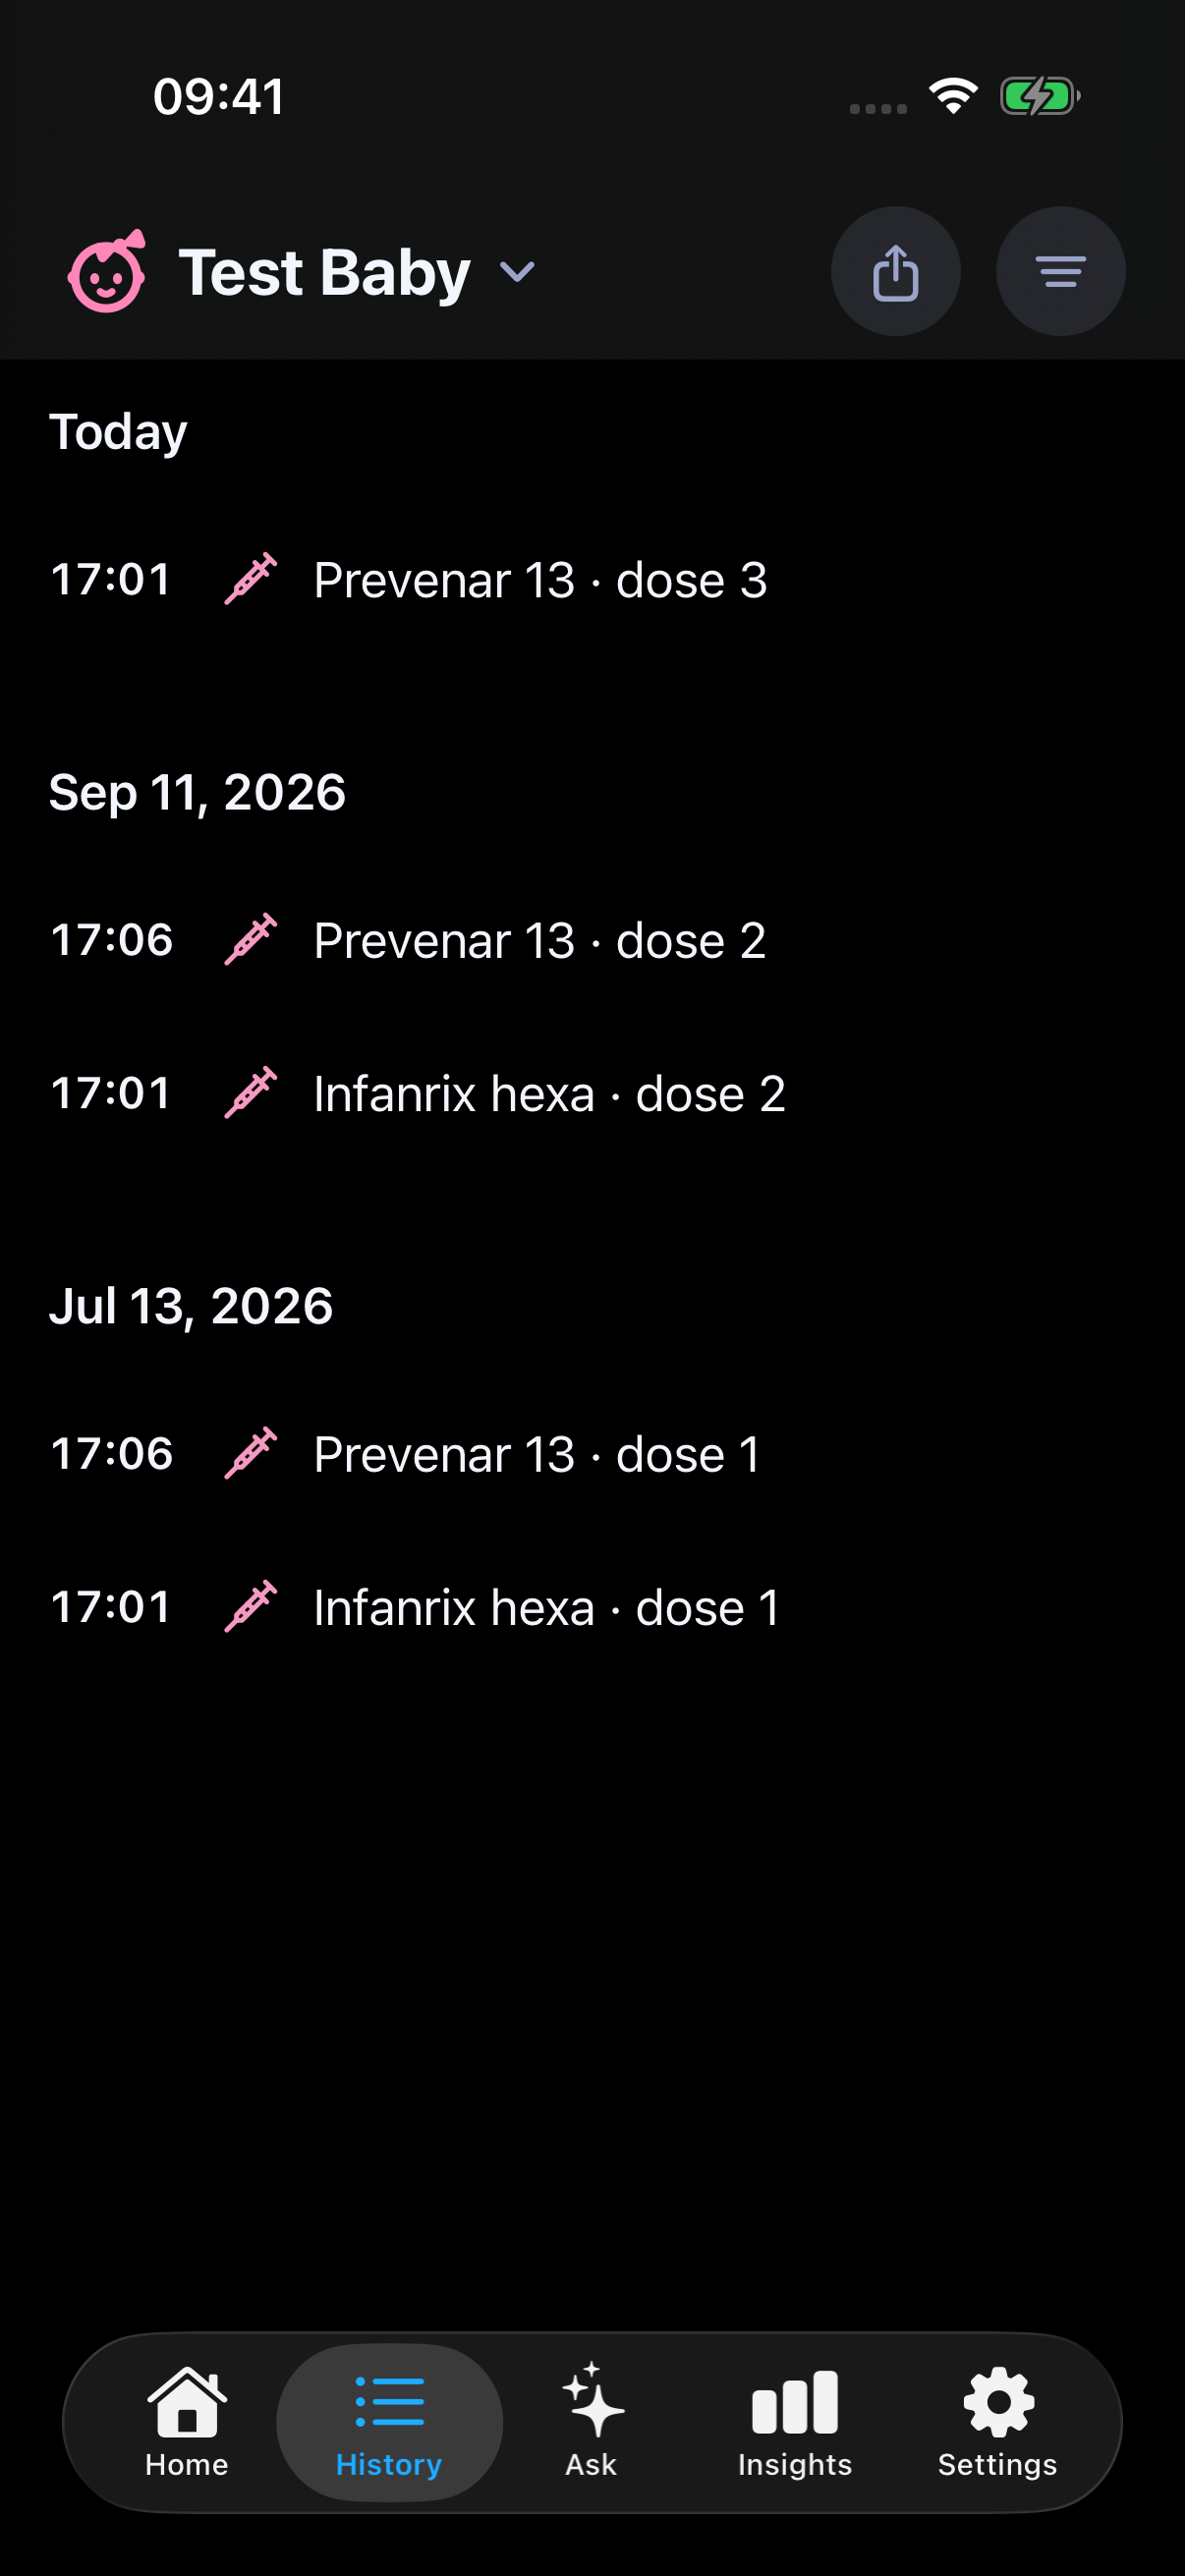 09:41
Test Baby
Today
17:01 Prevenar 13 · dose 3
Sep 11, 2026
17:06 Prevenar 13 · dose 2
17:01 Infanrix hexa · dose 2
Jul 13, 2026
17:06 Prevenar 13 · dose 1
17:01 Infanrix hexa · dose 1
Home History Ask Insights Settings